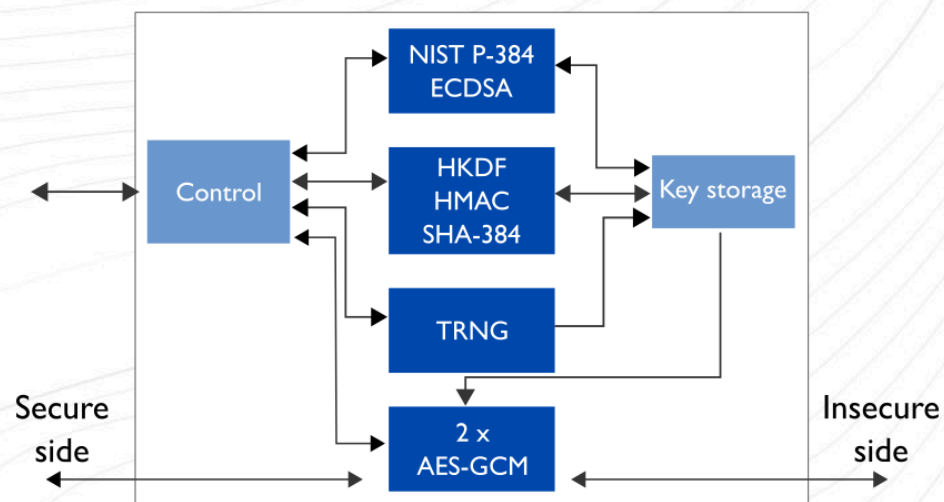 NIST P-384
ECDSA
Control
HKDF
HMAC
SHA-384
Key storage
TRNG
Secure
side
2 x
AES-GCM
Insecure
side